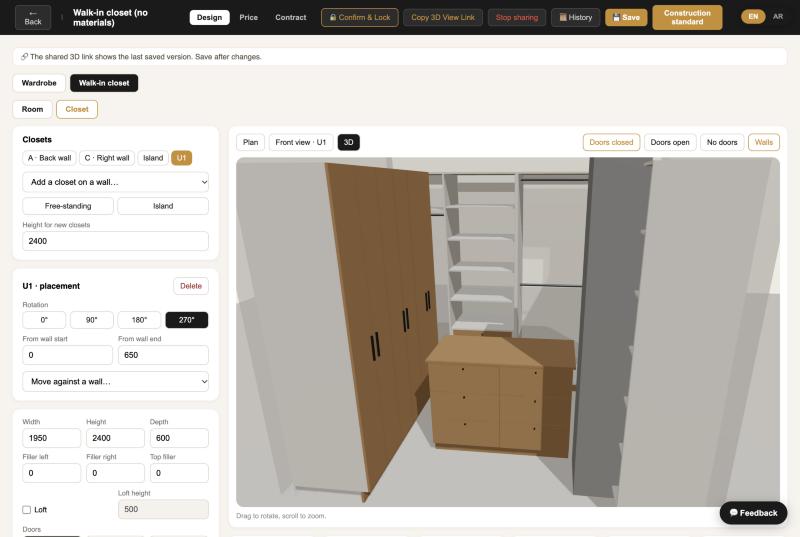 ← Back
Walk-in closet (no materials)
Design
Price
Contract
🔒 Confirm & Lock
Copy 3D View Link
Stop sharing
History
💾 Save
Construction standard
EN
AR
🔗 The shared 3D link shows the last saved version. Save after changes.
Wardrobe
Walk-in closet
Room
Closet
Closets
A · Back wall
C · Right wall
Island
U1
Add a closet on a wall…
Free-standing
Island
Height for new closets
2400
U1 · placement
Delete
Rotation
0°
90°
180°
270°
From wall start
From wall end
0
650
Move against a wall…
Width
Height
Depth
1950
2400
600
Filler left
Filler right
Top filler
0
0
0
Loft height
Loft
500
Doors
Plan
Front view · U1
3D
Doors closed
Doors open
No doors
Walls
Drag to rotate, scroll to zoom.
💬 Feedback